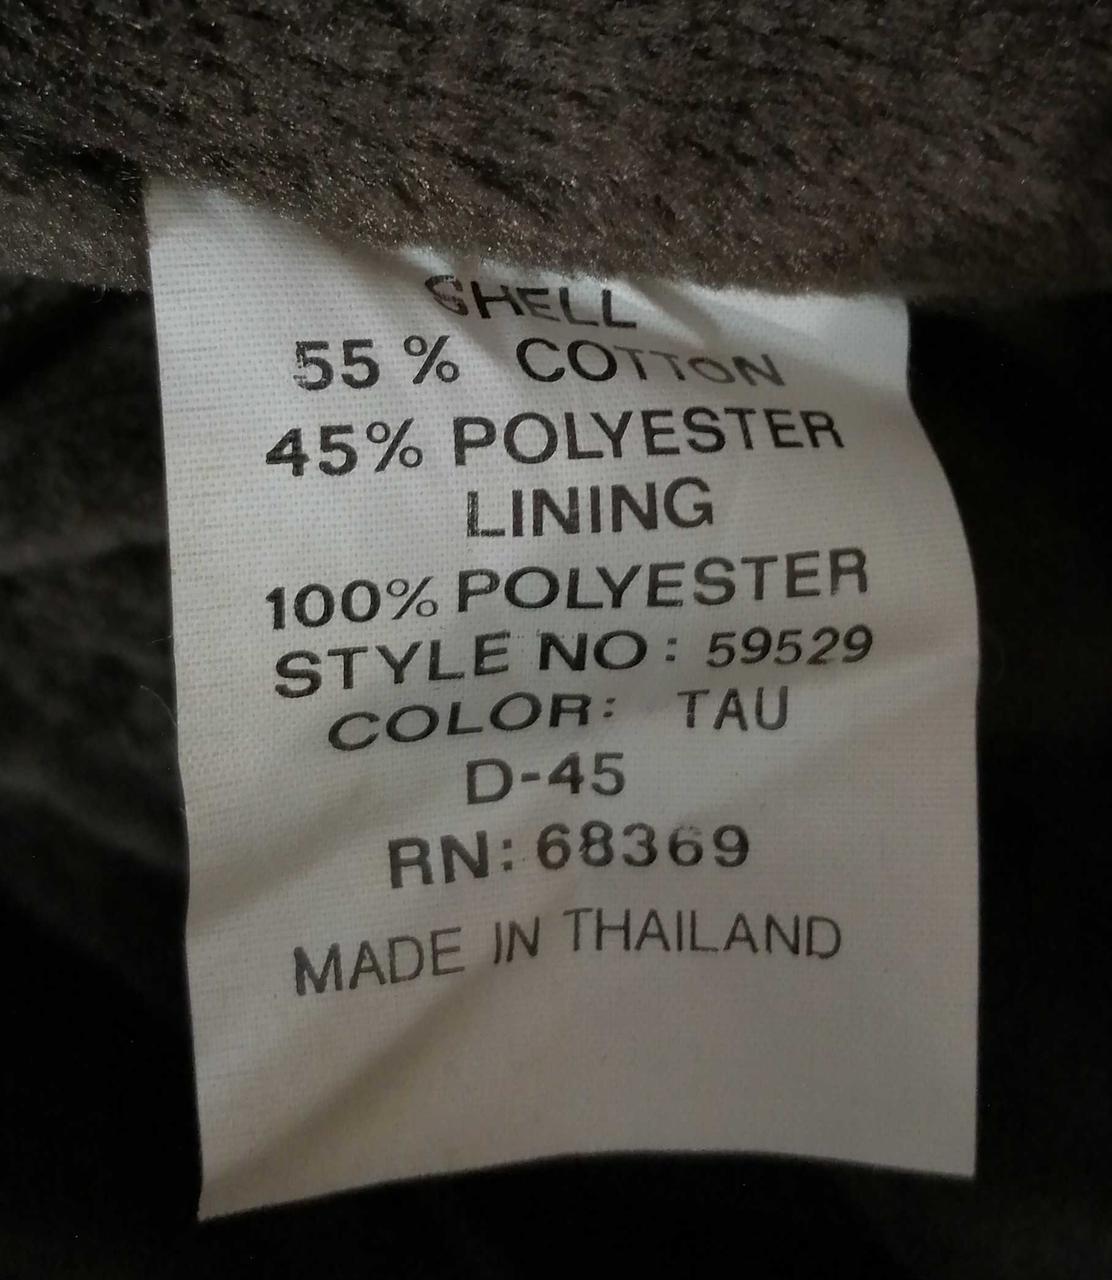 SHELL
55 % COTTON
45% POLYESTER
LINING
100% POLYESTER
STYLE NO: 59529
COLOR: TAU
D-45
RN: 68369
MADE IN THAILAND